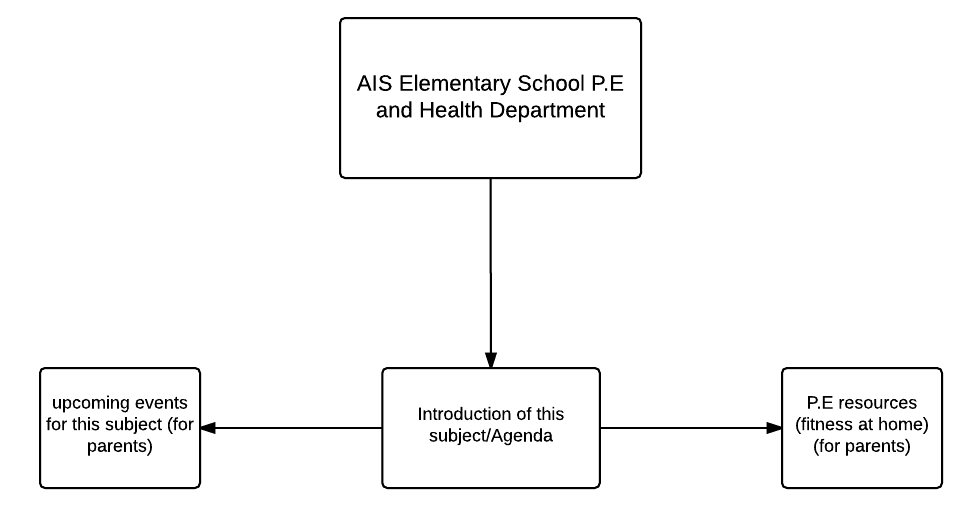 AIS Elementary School P.E
and Health Department
upcoming events
for this subject (for
parents)
Introduction of this
subject/Agenda
P.E resources
(fitness at home)
(for parents)